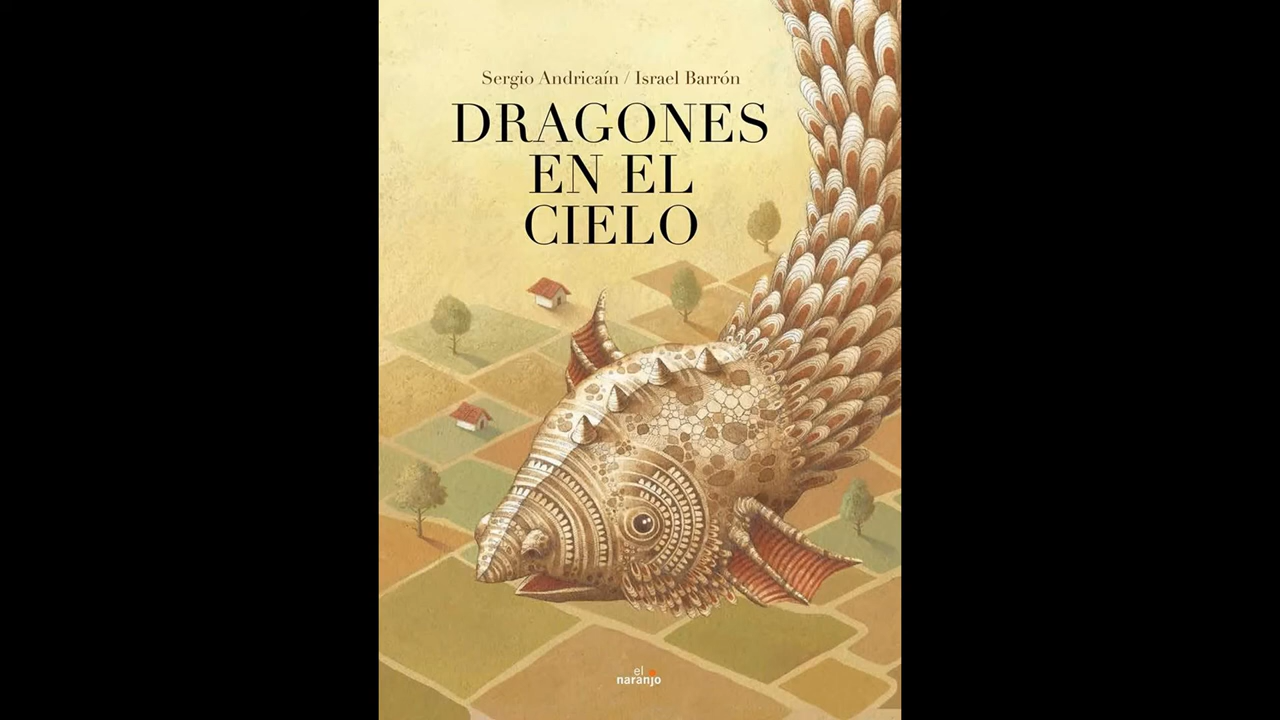 Sergio Andricaín / Israel Barrón
DRAGONES
EN EL
CIELO
el
naranjo